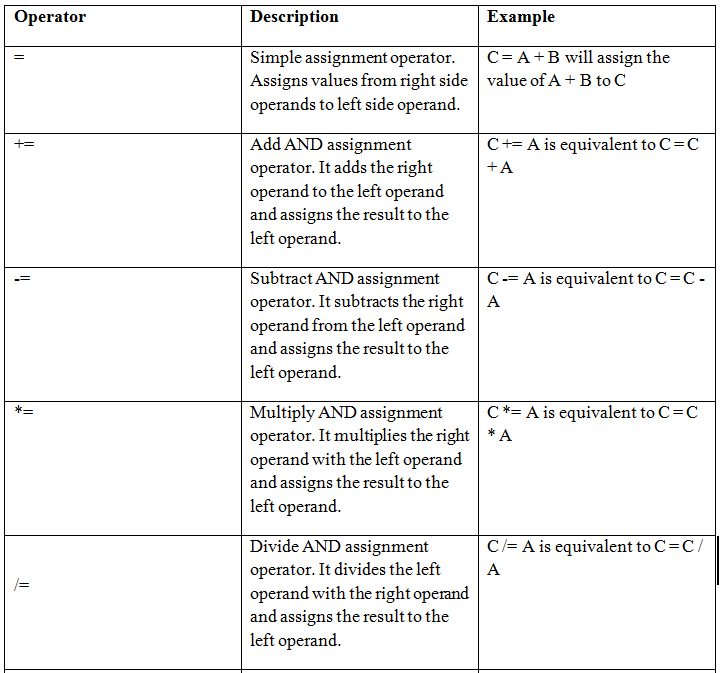 Operator
Description
Example
=
Simple assignment operator.
Assigns values from right side
operands to left side operand.
C = A + B will assign the
value of A + B to C
+=
Add AND assignment
operator. It adds the right
operand to the left operand
and assigns the result to the
left operand.
C += A is equivalent to C = C
+ A
-=
Subtract AND assignment
operator. It subtracts the right
operand from the left operand
and assigns the result to the
left operand.
C -= A is equivalent to C = C -
A
*=
Multiply AND assignment
operator. It multiplies the right
operand with the left operand
and assigns the result to the
left operand.
C *= A is equivalent to C = C
* A
/=
Divide AND assignment
operator. It divides the left
operand with the right operand
and assigns the result to the
left operand.
C /= A is equivalent to C = C /
A